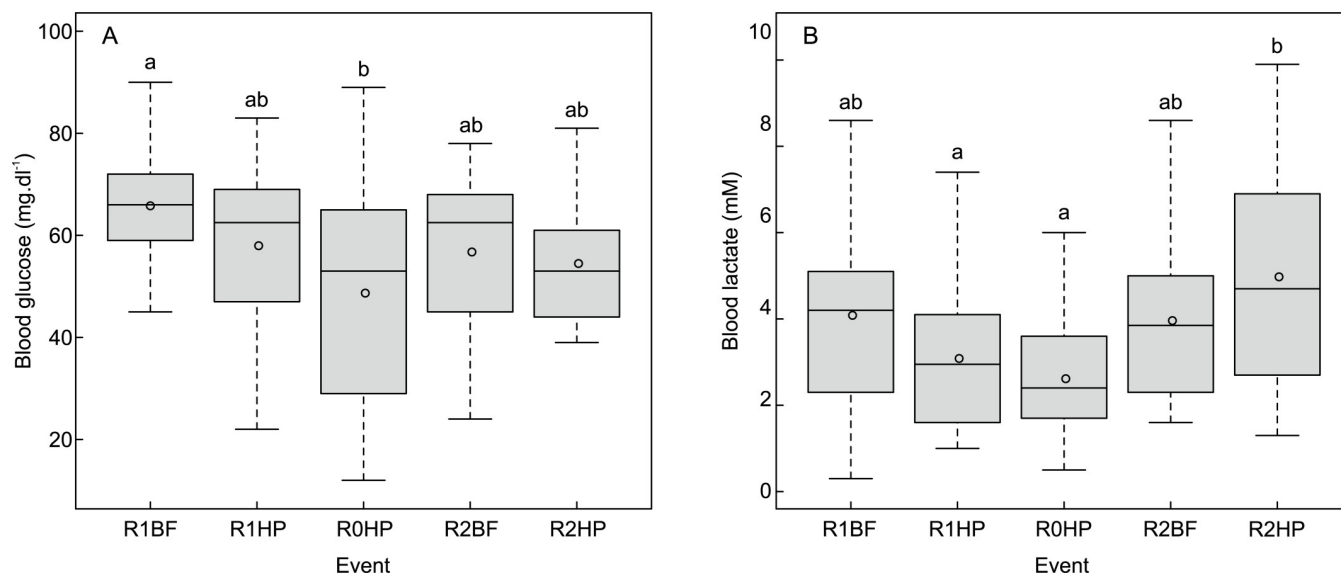 A
100
80
60
40
20
Blood glucose (mg.dl⁻¹)
a
ab
b
ab
ab
R1BF R1HP R0HP R2BF R2HP
Event
B
10
8
6
4
2
0
Blood lactate (mM)
ab
a
a
ab
b
R1BF R1HP R0HP R2BF R2HP
Event